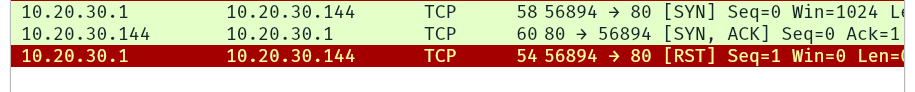 10.20.30.1 10.20.30.144 TCP 58 56894 → 80 [SYN] Seq=0 Win=1024
10.20.30.144 10.20.30.1 TCP 60 80 → 56894 [SYN, ACK] Seq=0 Ack=1
10.20.30.1 10.20.30.144 TCP 54 56894 → 80 [RST] Seq=1 Win=0